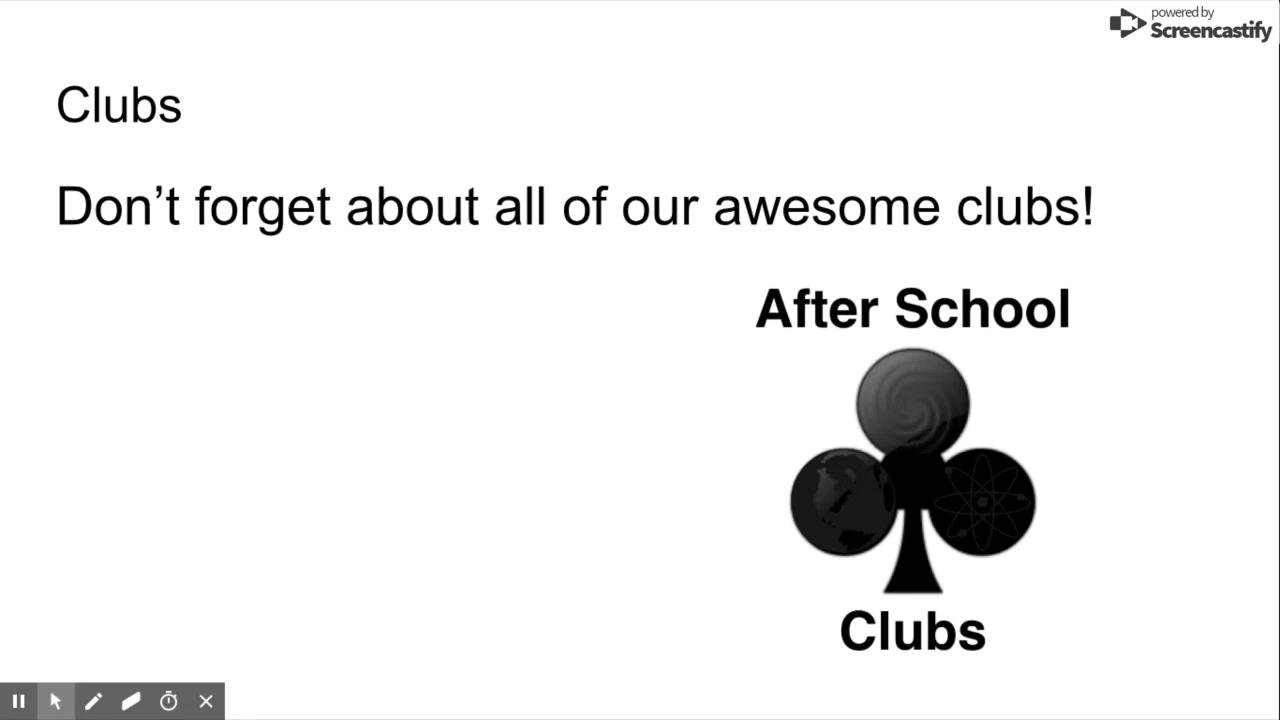 powered by
Screencastify
Clubs
Don’t forget about all of our awesome clubs!
After School
Clubs